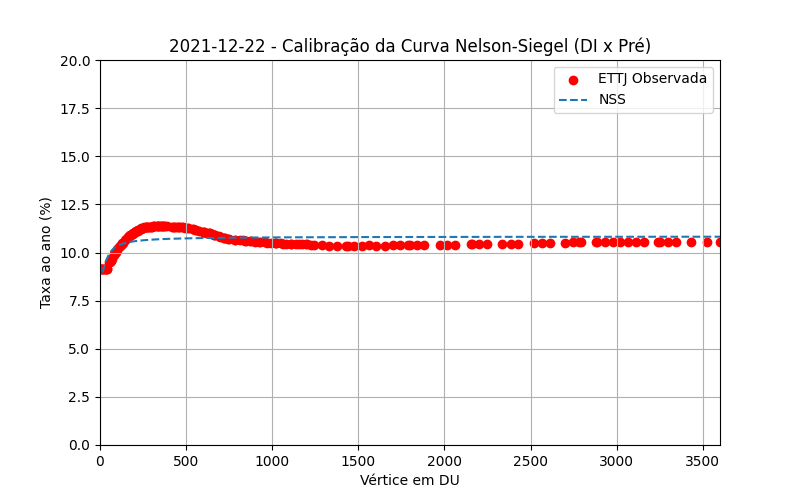 2021-12-22 - Calibração da Curva Nelson-Siegel (DI x Pré)
20.0
17.5
15.0
12.5
10.0
7.5
5.0
2.5
0.0
Taxa ao ano (%)
ETTJ Observada
NSS
0 500 1000 1500 2000 2500 3000 3500
Vértice em DU